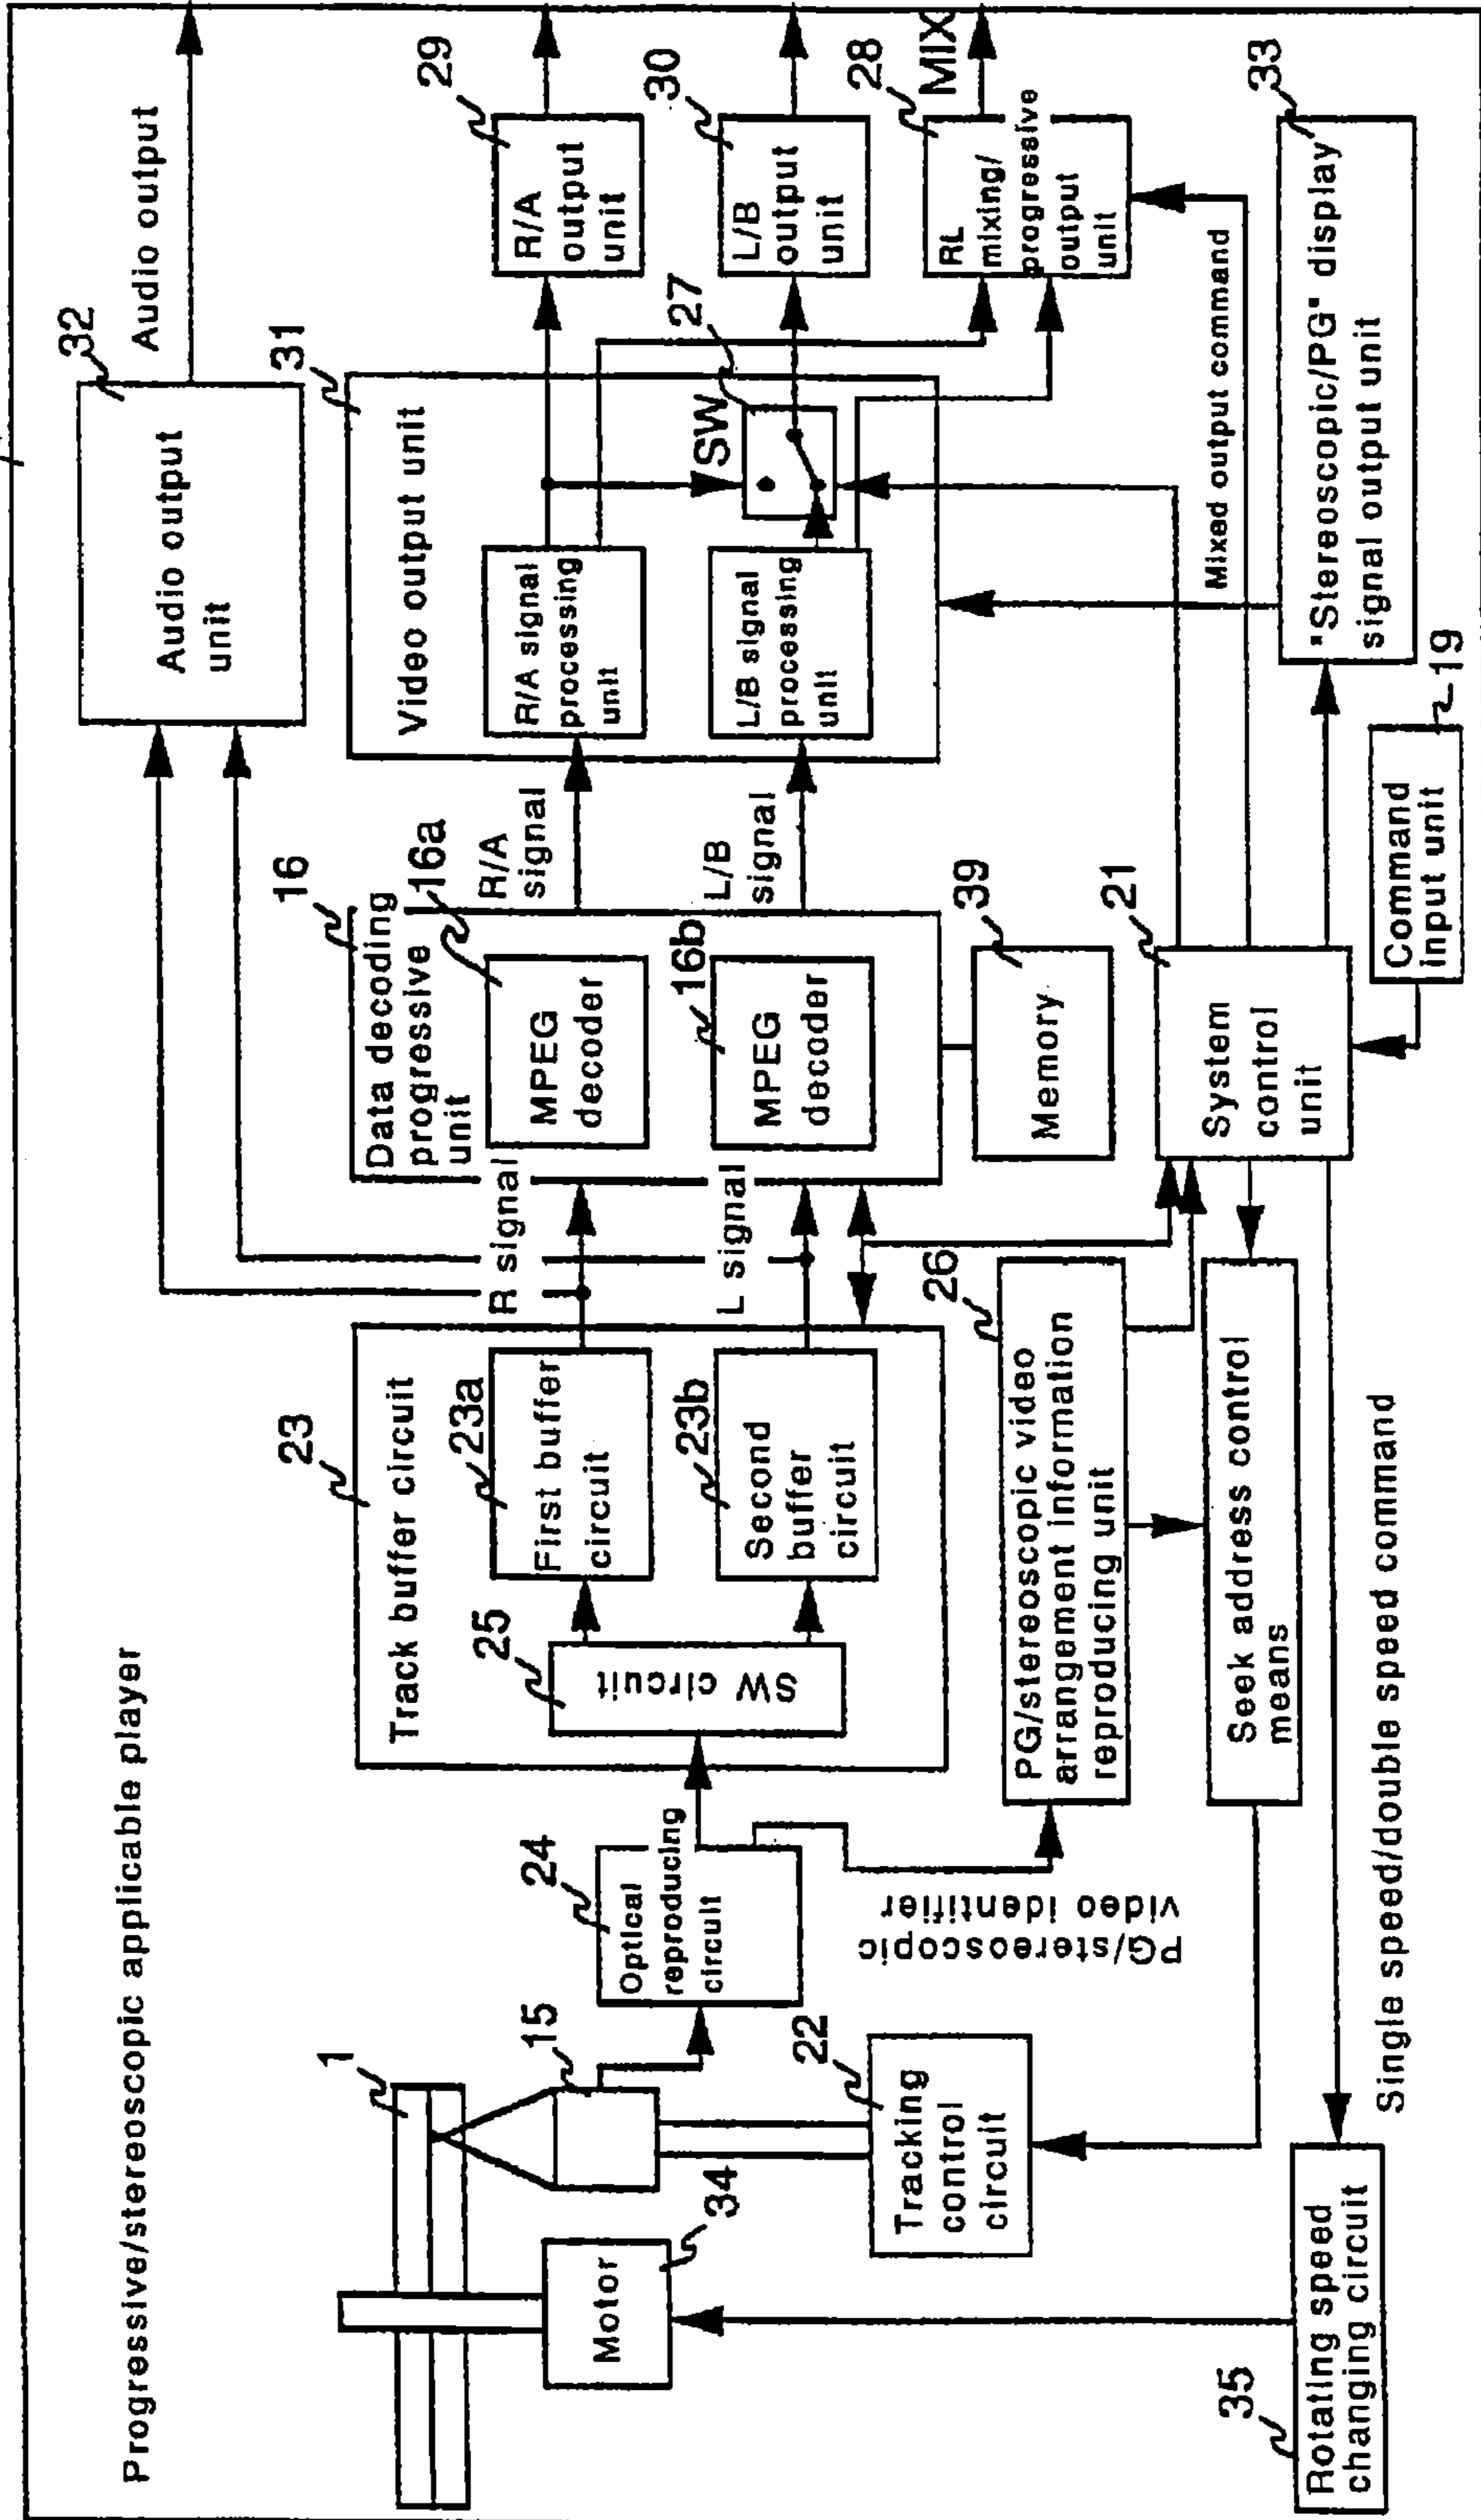 Progressive/stereoscopic applicable player
1
15
34
Motor
22
Tracking
control
circuit
35
Rotating speed
changing circuit
24
Optical
reproducing
circuit
PG/stereoscopic
video identifier
23
Track buffer circuit
25
SW circuit
23a
First buffer
circuit
23b
Second
buffer
circuit
R signal
L signal
26
PG/stereoscopic video
arrangement information
reproducing unit
Seek address control
means
Single speed/double speed command
16
Data decoding
progressive
unit
16a
MPEG
decoder
16b
MPEG
decoder
R/A
signal
L/B
signal
39
Memory
21
System
control
unit
Command
input unit
19
32
Audio output
unit
Audio output
31
Video output unit
R/A signal
processing
unit
L/B signal
processing
unit
SW
27
29
R/A
output
unit
30
L/B
output
unit
28
RL
mixing/
progressive
output
unit
MIX
Mixed output command
33
"Stereoscopic/PG" display
signal output unit